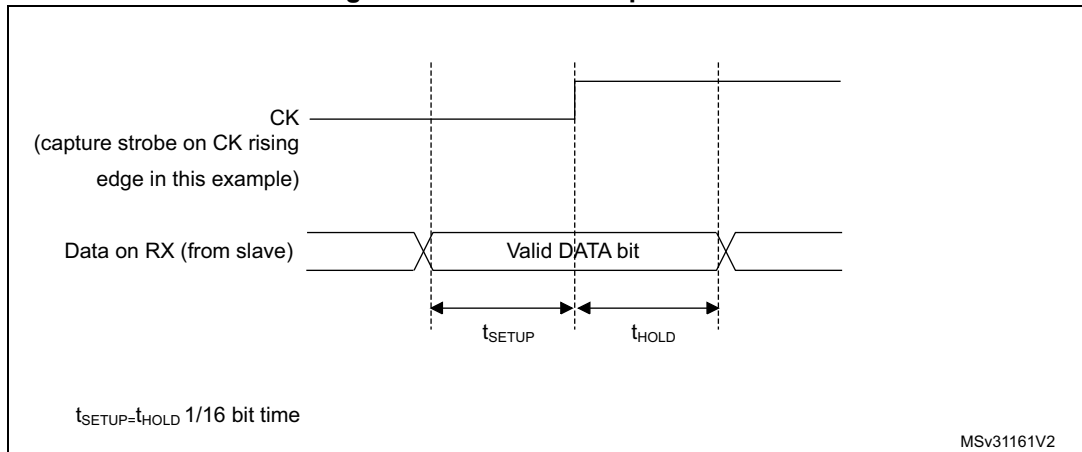 CK
(capture strobe on CK rising
edge in this example)
Data on RX (from slave)
Valid DATA bit
tSETUP
tHOLD
tSETUP=tHOLD 1/16 bit time
MSv31161V2